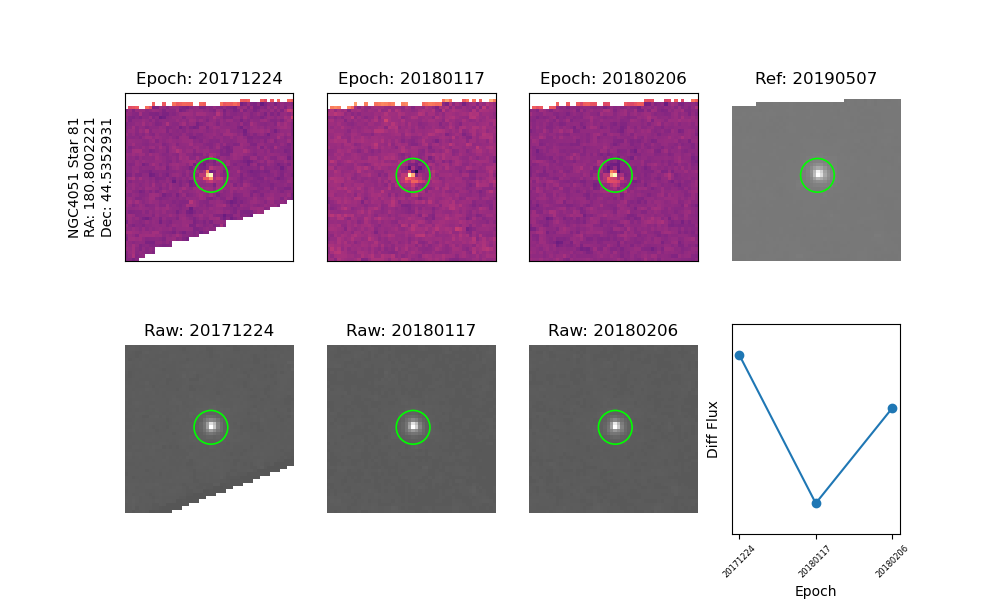 Epoch: 20171224
Epoch: 20180117
Epoch: 20180206
Ref: 20190507
NGC4051 Star 81
RA: 180.8002221
Dec: 44.5352931
Raw: 20171224
Raw: 20180117
Raw: 20180206
Diff Flux
20171224
20180117
20180206
Epoch